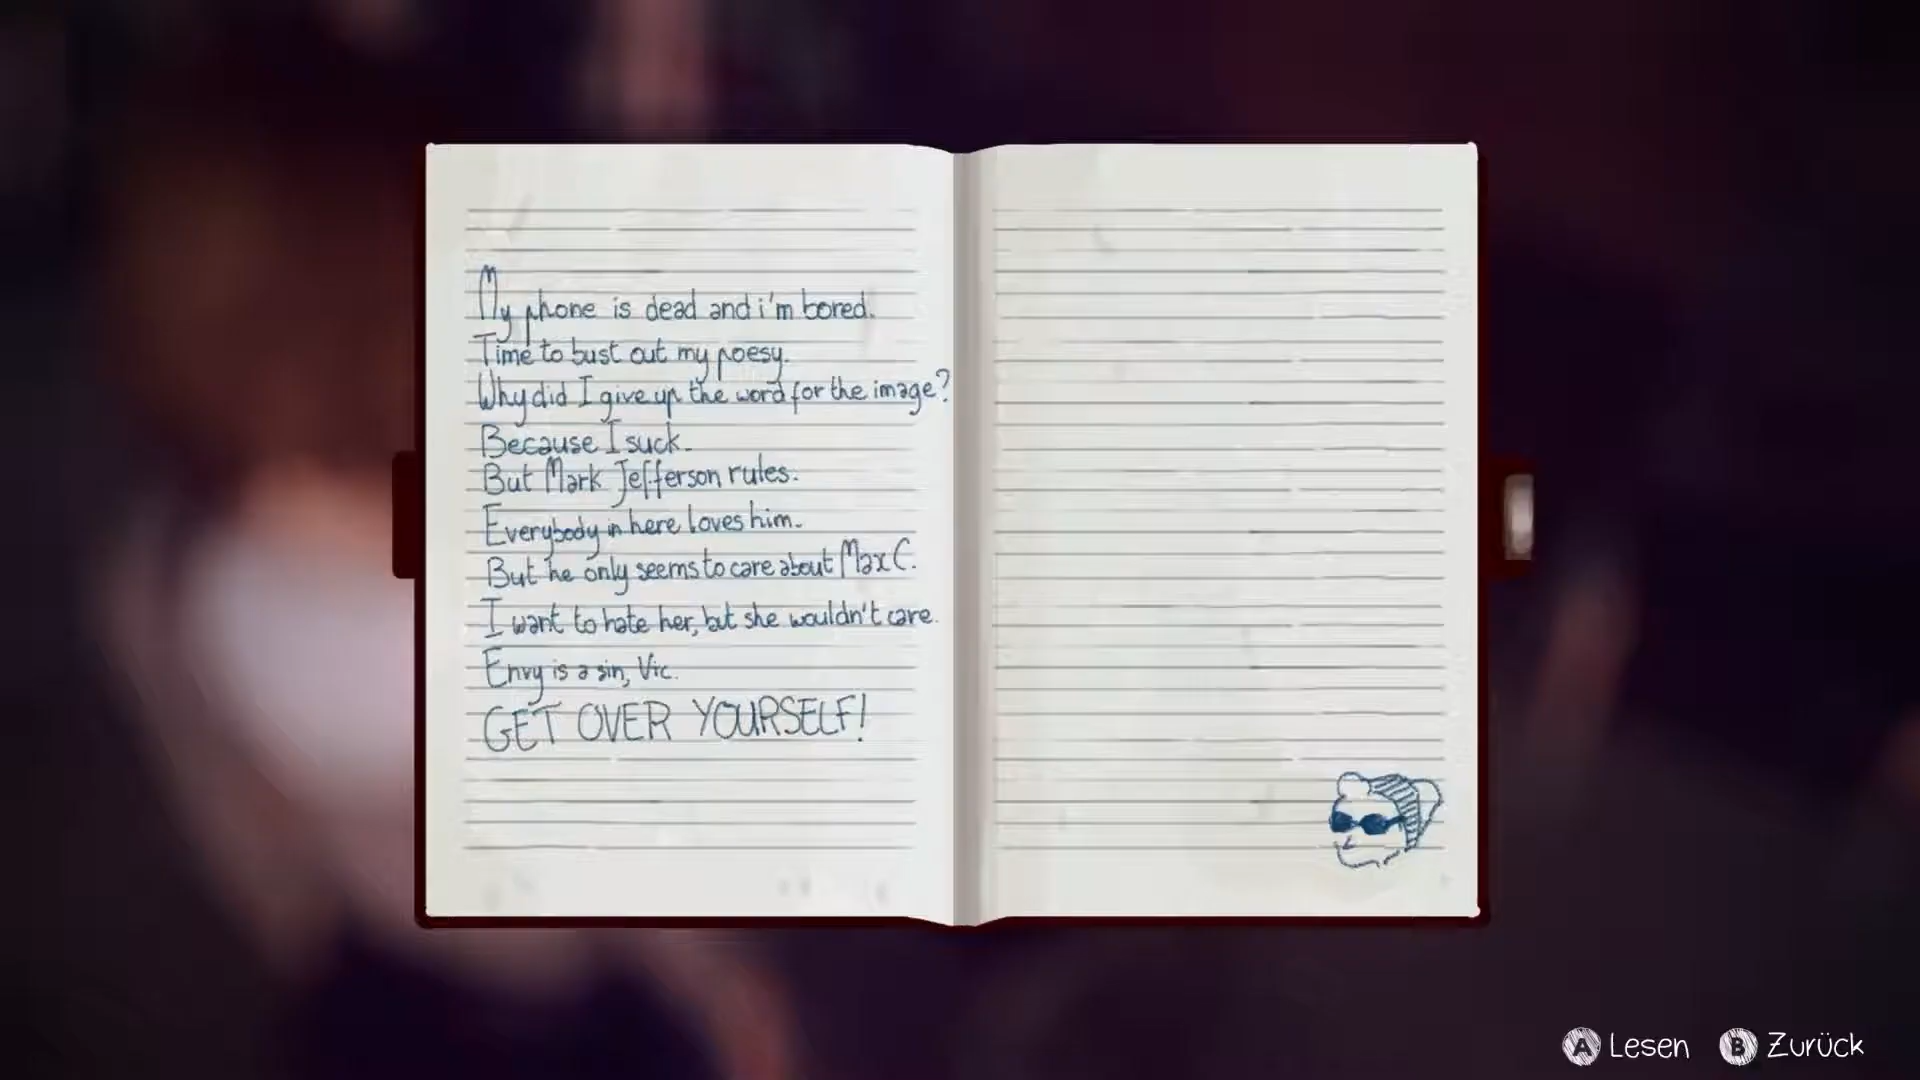 My phone is dead and i'm bored.
Time to bust out my poesy.
Why did I give up the word for the image?
Because I suck.
But Mark Jefferson rules.
Everybody in here loves him.
But he only seems to care about Max C.
I want to hate her, but she wouldn't care.
Envy is a sin, Vic.
GET OVER YOURSELF!
A Lesen B Zurück